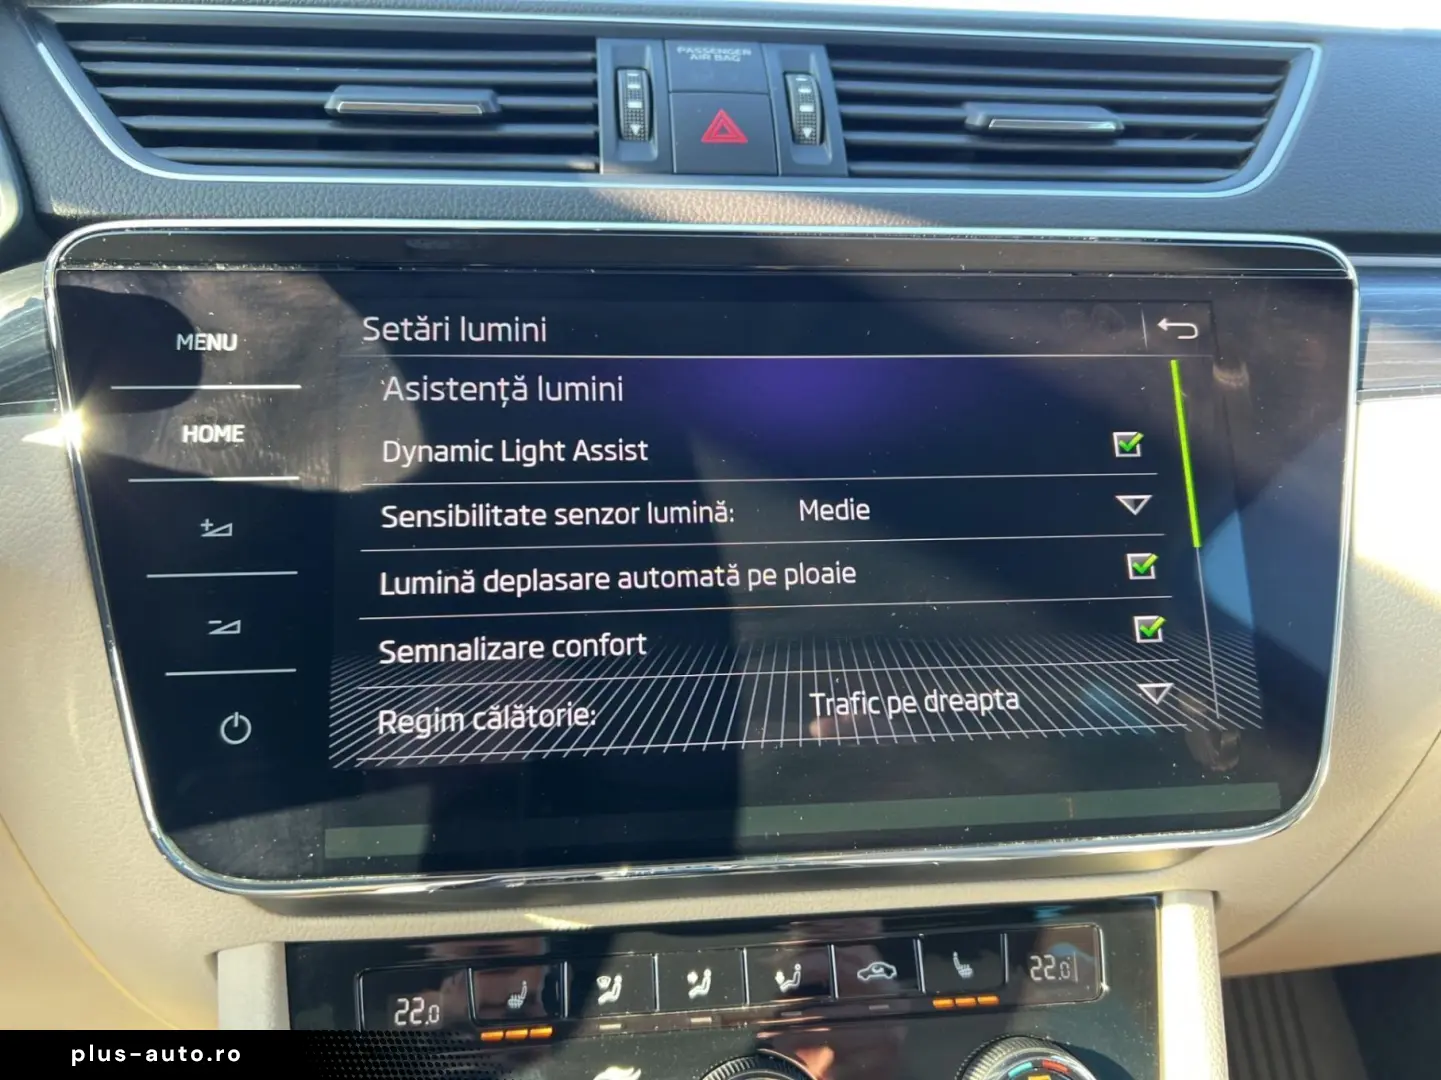 PASSENGER
AIR BAG
MENU
HOME
Setări lumini
Asistență lumini
Dynamic Light Assist
Sensibilitate senzor lumină: Medie
Lumină deplasare automată pe ploaie
Semnalizare confort
Regim călătorie: Trafic pe dreapta
22.0
22.0
plus-auto.ro